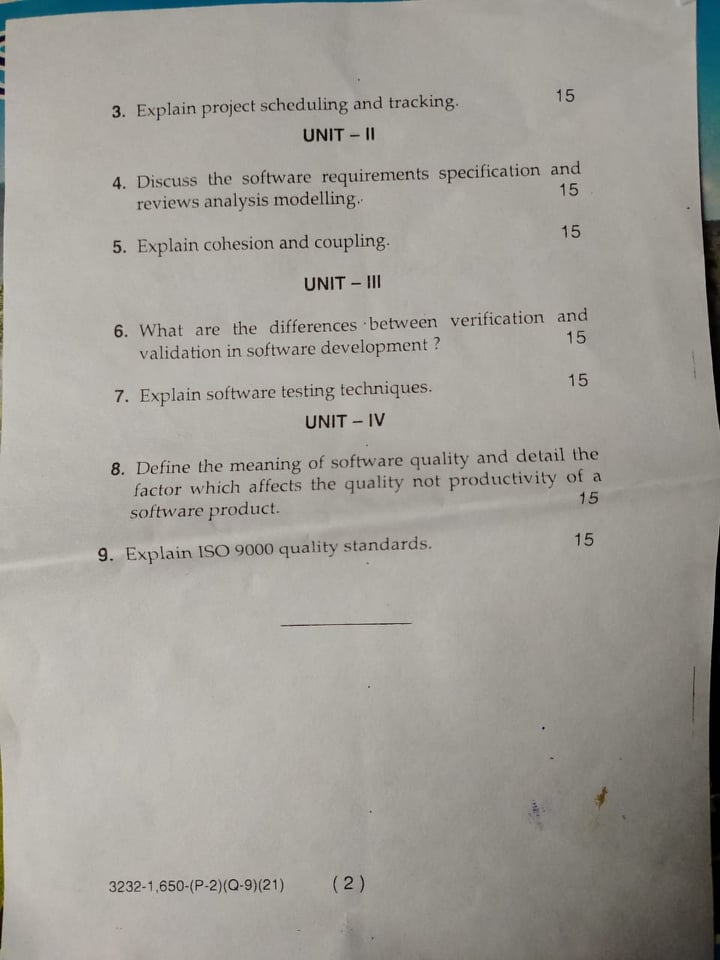 3. Explain project scheduling and tracking. 15
UNIT – II
4. Discuss the software requirements specification and
reviews analysis modelling. 15
5. Explain cohesion and coupling. 15
UNIT – III
6. What are the differences between verification and
validation in software development ? 15
7. Explain software testing techniques. 15
UNIT – IV
8. Define the meaning of software quality and detail the
factor which affects the quality not productivity of a
software product. 15
9. Explain ISO 9000 quality standards. 15
3232-1,650-(P-2)(Q-9)(21) ( 2 )